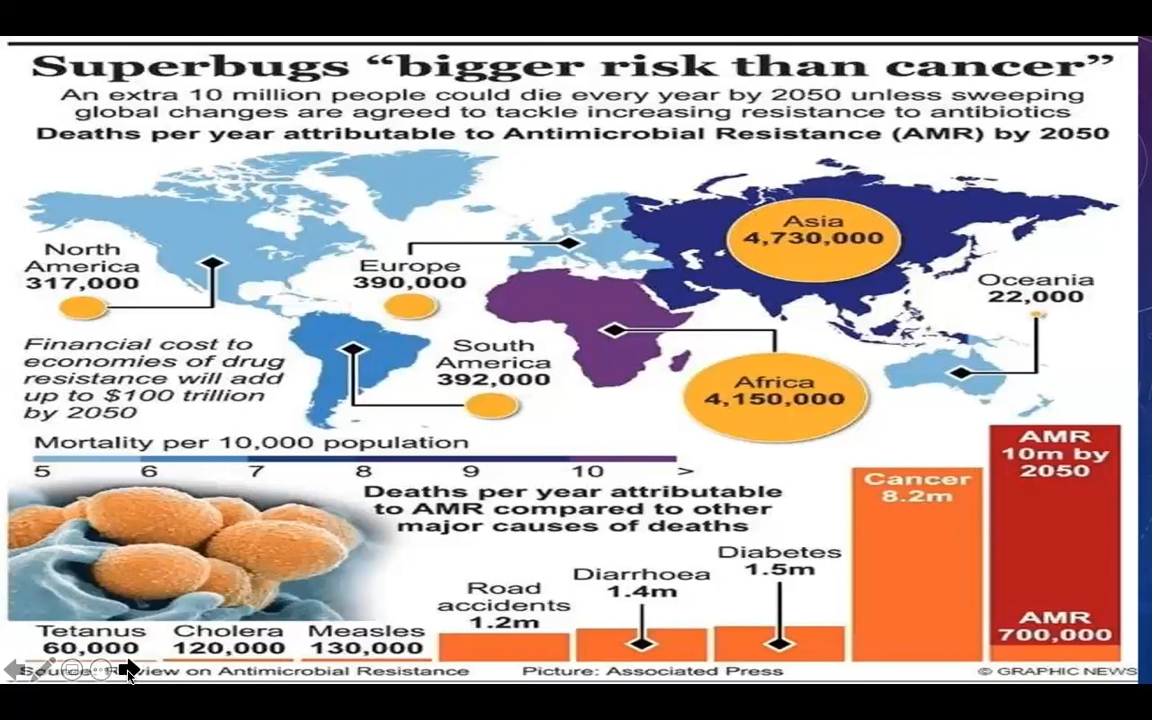 Superbugs “bigger risk than cancer”
An extra 10 million people could die every year by 2050 unless sweeping
global changes are agreed to tackle increasing resistance to antibiotics
Deaths per year attributable to Antimicrobial Resistance (AMR) by 2050
North
America
317,000
Europe
390,000
Asia
4,730,000
Oceania
22,000
South
America
392,000
Africa
4,150,000
Financial cost to
economies of drug
resistance will add
up to $100 trillion
by 2050
Mortality per 10,000 population
5 6 7 8 9 10 >
Deaths per year attributable
to AMR compared to other
major causes of deaths
Tetanus
60,000
Cholera
120,000
Measles
130,000
Road
accidents
1.2m
Diarrhoea
1.4m
Diabetes
1.5m
Cancer
8.2m
AMR
10m by
2050
AMR
700,000
Source: Review on Antimicrobial Resistance
Picture: Associated Press
© GRAPHIC NEWS